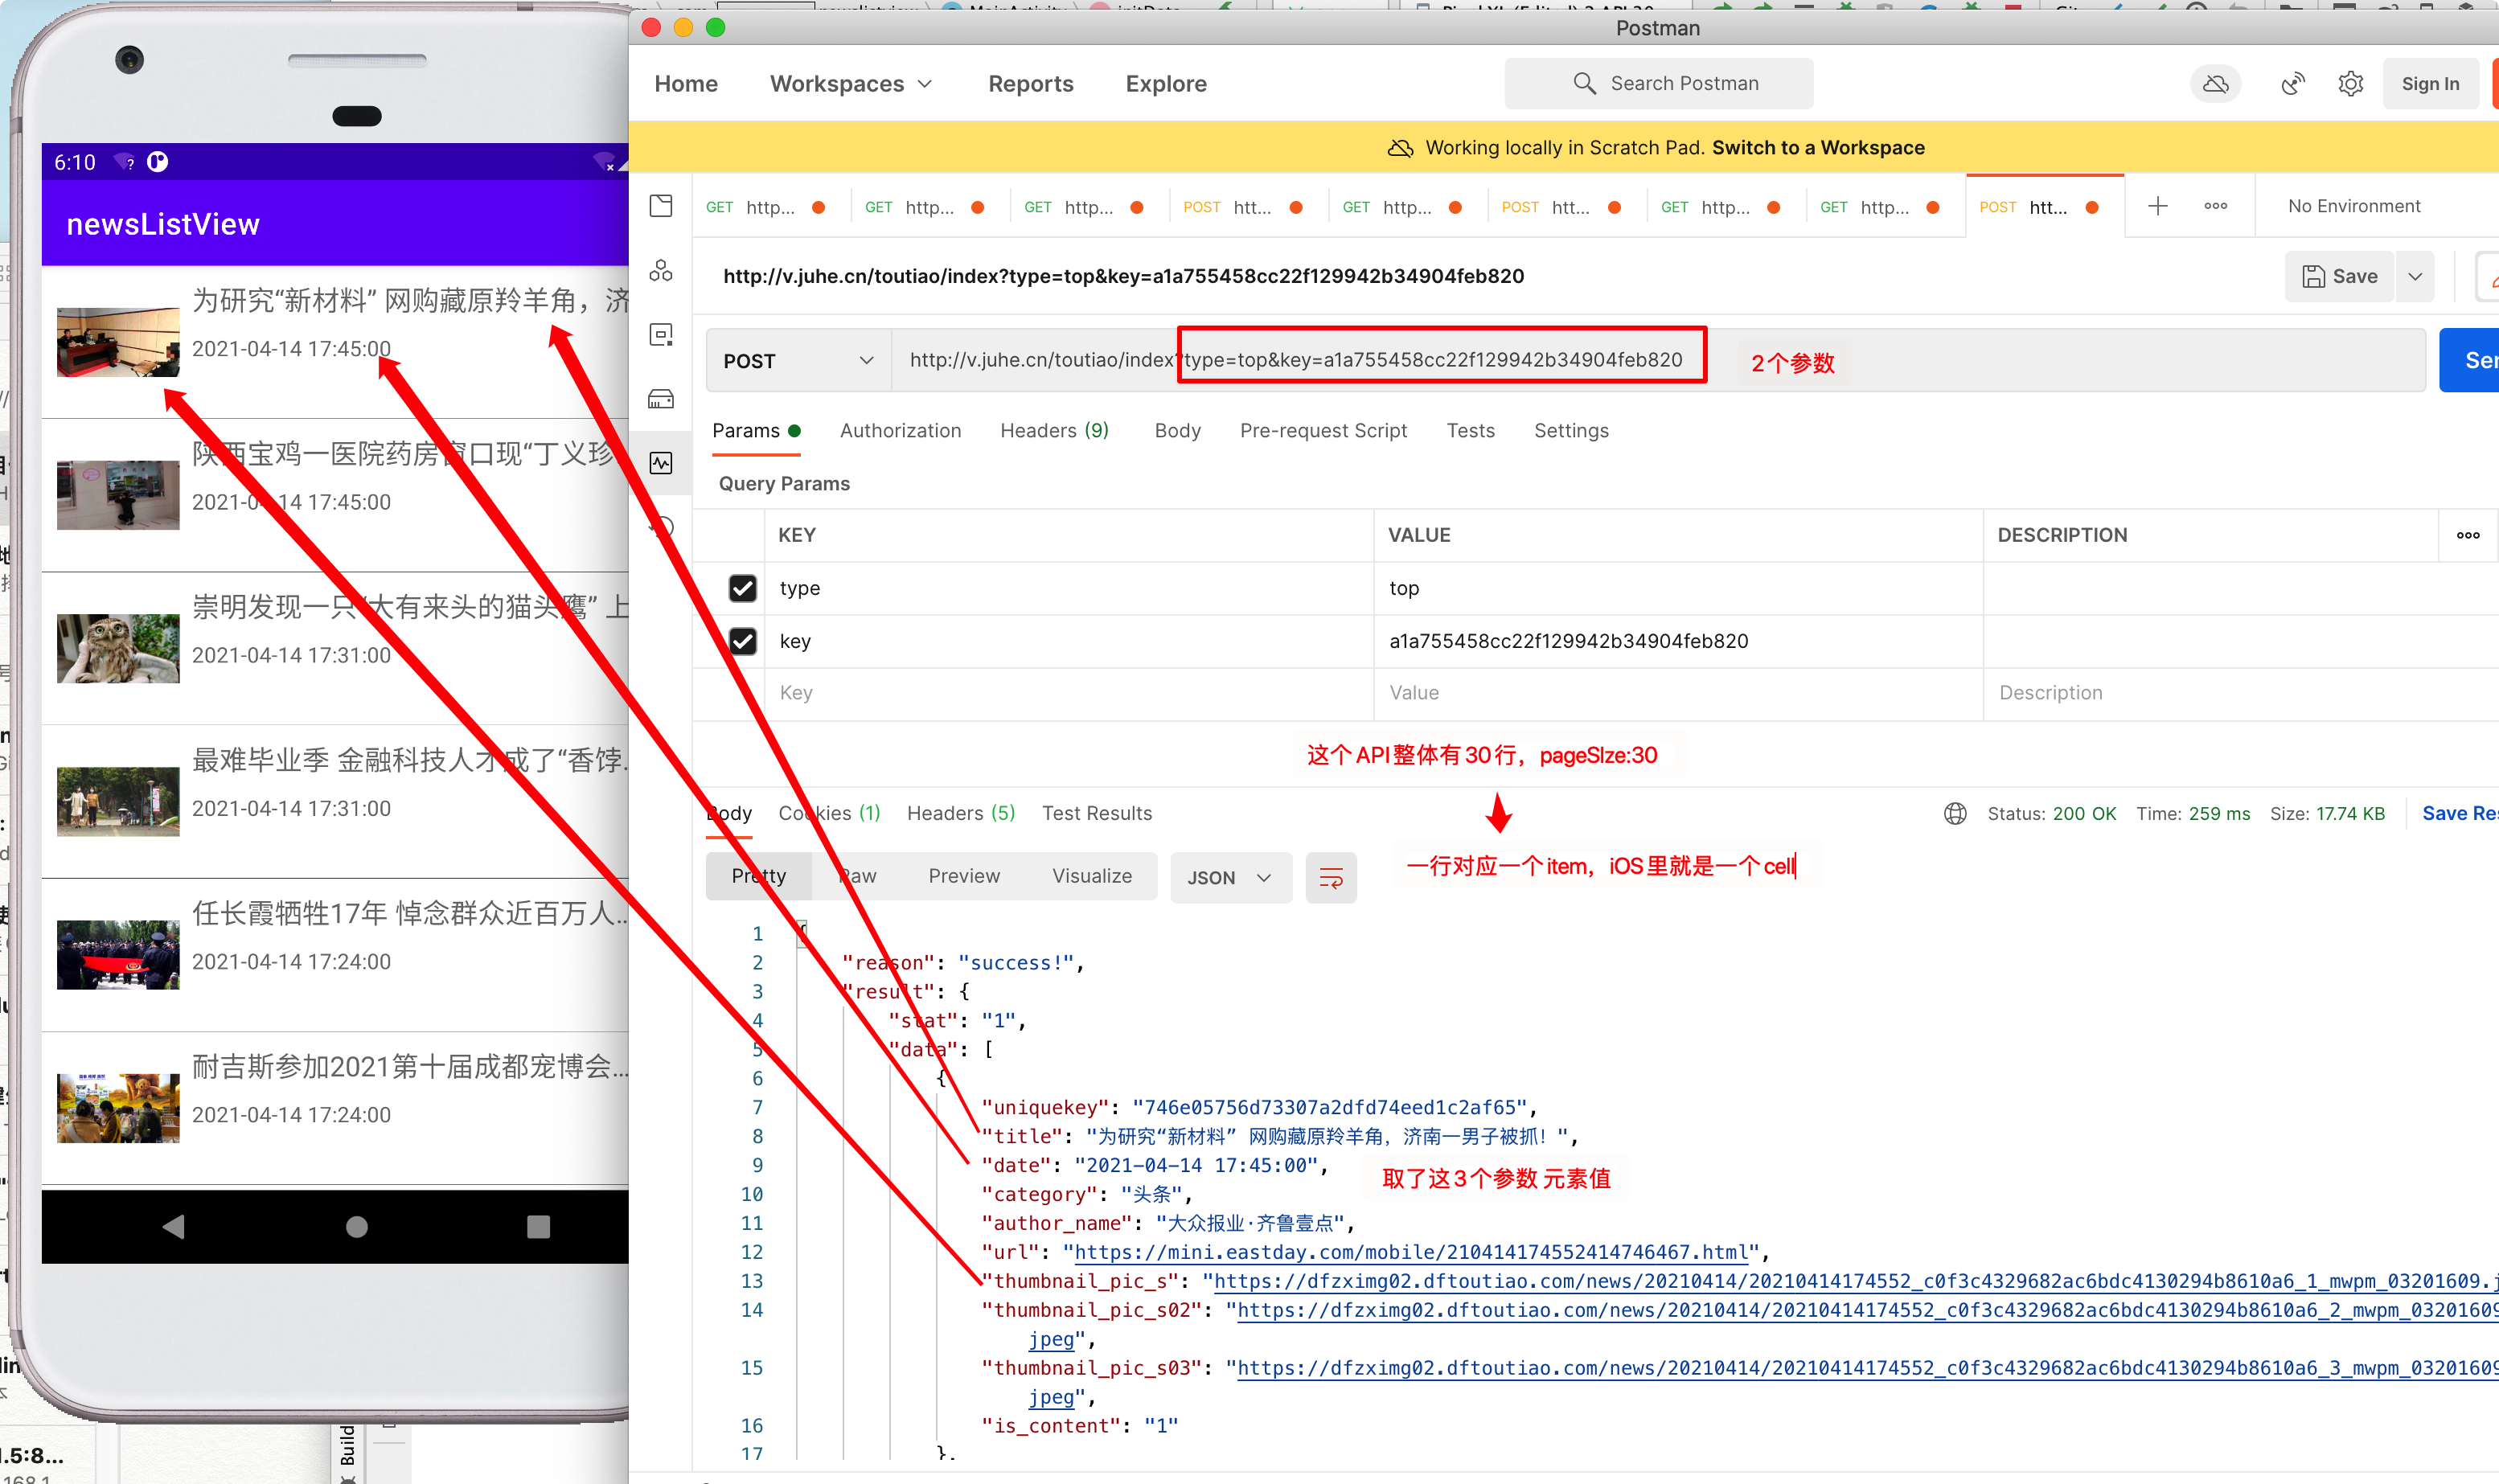 Postman
Home Workspaces Reports Explore Search Postman Sign In
Working locally in Scratch Pad. Switch to a Workspace
GET http... GET http... GET http... POST htt... GET http... POST htt... GET http... GET http... POST htt... No Environment
http://v.juhe.cn/toutiao/index?type=top&key=a1a755458cc22f129942b34904feb820 Save
POST http://v.juhe.cn/toutiao/index?type=top&key=a1a755458cc22f129942b34904feb820 2个参数
Params Authorization Headers (9) Body Pre-request Script Tests Settings
Query Params
KEY VALUE DESCRIPTION
type top
key a1a755458cc22f129942b34904feb820
Key Value Description
这个API整体有30行，pageSIze:30
一行对应一个item，iOS里就是一个cell
Body Cookies (1) Headers (5) Test Results Status: 200 OK Time: 259 ms Size: 17.74 KB Save Res
Pretty Raw Preview Visualize JSON
1 {
2 "reason": "success!",
3 "result": {
4 "stat": "1",
5 "data": [
6 {
7 "uniquekey": "746e05756d73307a2dfd74eed1c2af65",
8 "title": "为研究“新材料” 网购藏原羚羊角，济南一男子被抓！",
9 "date": "2021-04-14 17:45:00",
取了这3个参数 元素值
10 "category": "头条",
11 "author_name": "大众报业·齐鲁壹点",
12 "url": "https://mini.eastday.com/mobile/210414174552414746467.html",
13 "thumbnail_pic_s": "https://dfzximg02.dftoutiao.com/news/20210414/20210414174552_c0f3c4329682ac6bdc4130294b8610a6_1_mwpm_03201609.j
14 "thumbnail_pic_s02": "https://dfzximg02.dftoutiao.com/news/20210414/20210414174552_c0f3c4329682ac6bdc4130294b8610a6_2_mwpm_03201609
jpeg",
15 "thumbnail_pic_s03": "https://dfzximg02.dftoutiao.com/news/20210414/20210414174552_c0f3c4329682ac6bdc4130294b8610a6_3_mwpm_03201609
jpeg",
16 "is_content": "1"
17 },
6:10
newsListView
为研究“新材料” 网购藏原羚羊角，济
2021-04-14 17:45:00
陕西宝鸡一医院药房窗口现“丁义珍
2021-04-14 17:45:00
崇明发现一只“大有来头的猫头鹰” 上
2021-04-14 17:31:00
最难毕业季 金融科技人才成了“香饽.
2021-04-14 17:31:00
任长霞牺牲17年 悼念群众近百万人...
2021-04-14 17:24:00
耐吉斯参加2021第十届成都宠博会...
2021-04-14 17:24:00
Build